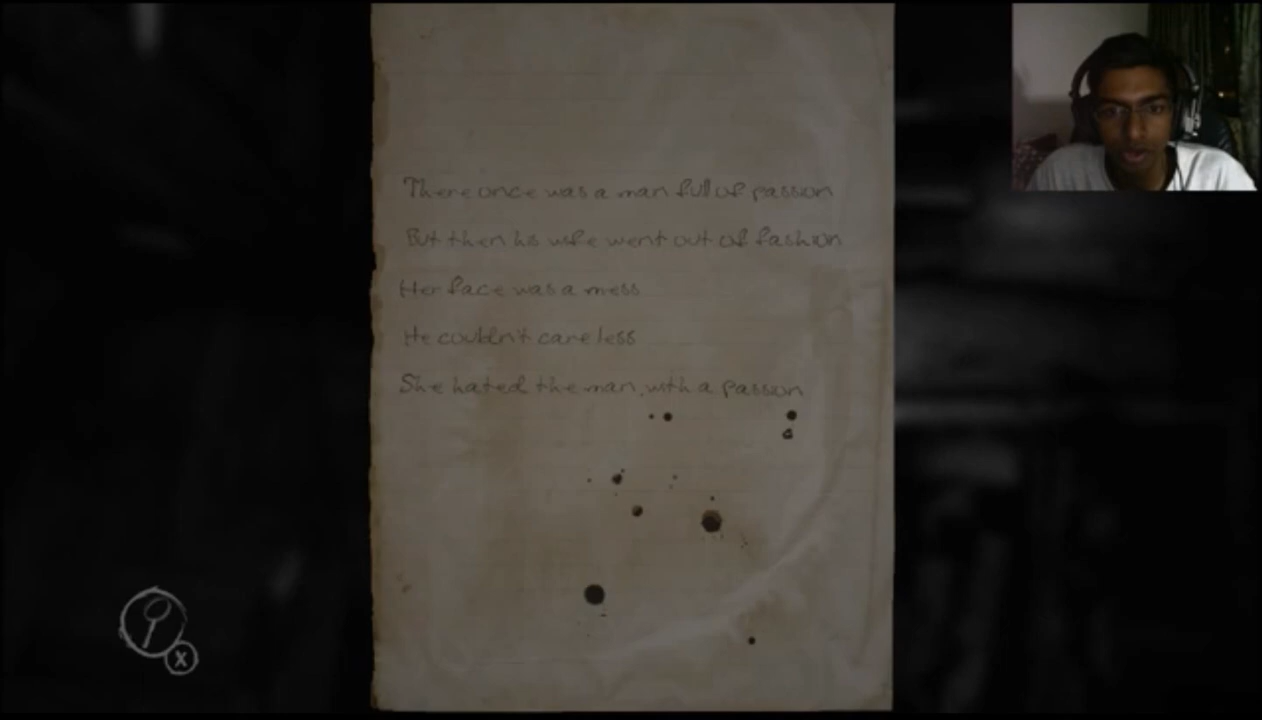 There once was a man full of passion
But then his wife went out of fashion
Her face was a mess
He couldn't care less
She hated the man, with a passion
X